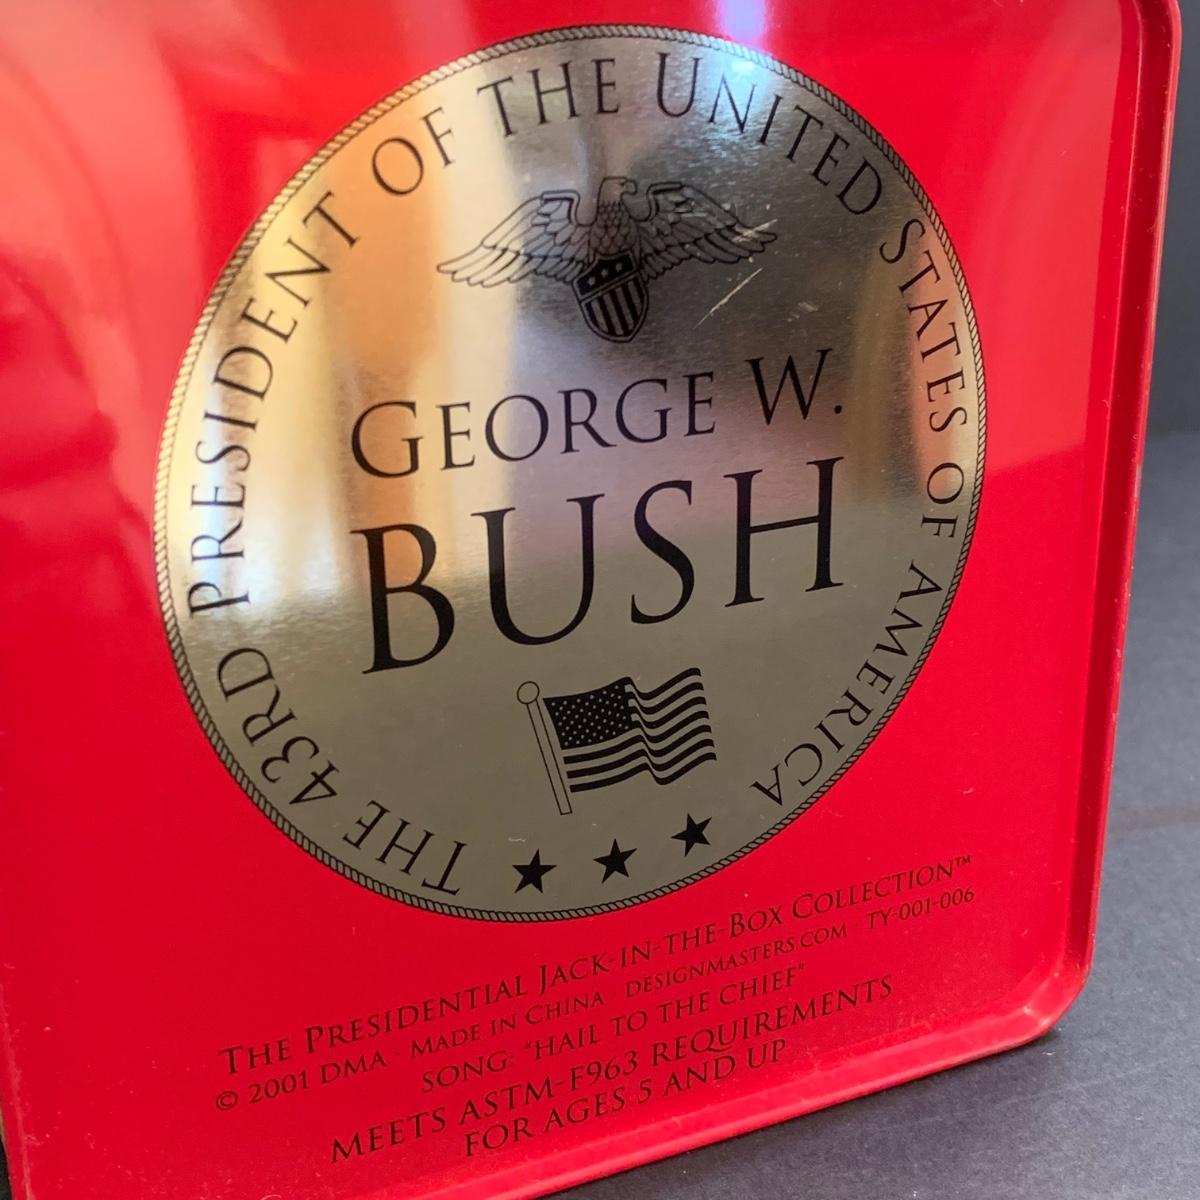 THE 43RD PRESIDENT OF THE UNITED STATES OF AMERICA
GEORGE W.
BUSH
THE PRESIDENTIAL JACK-IN-THE-BOX COLLECTION™
© 2001 DMA · MADE IN CHINA · DESIGNMASTERS.COM · TY-001-006
SONG: "HAIL TO THE CHIEF"
MEETS ASTM-F963 REQUIREMENTS
FOR AGES 5 AND UP